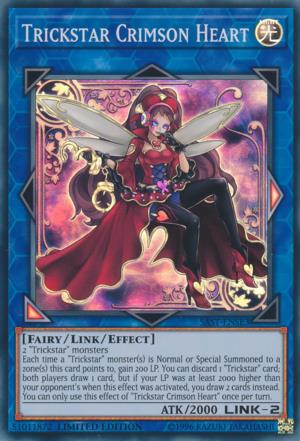 TRICKSTAR CRIMSON HEART
光
SAST-ENSE3
[FAIRY/LINK/EFFECT]
2 "Trickstar" monsters
Each time a "Trickstar" monster(s) is Normal or Special Summoned to a
zone(s) this card points to, gain 200 LP. You can discard 1 "Trickstar" card;
both players draw 1 card, but if your LP was at least 2000 higher than
your opponent's when this effect was activated, you draw 2 cards instead.
You can only use this effect of "Trickstar Crimson Heart" once per turn.
ATK/2000 LINK-2
51011872 LIMITED EDITION ©1996 KAZUKI TAKAHASHI